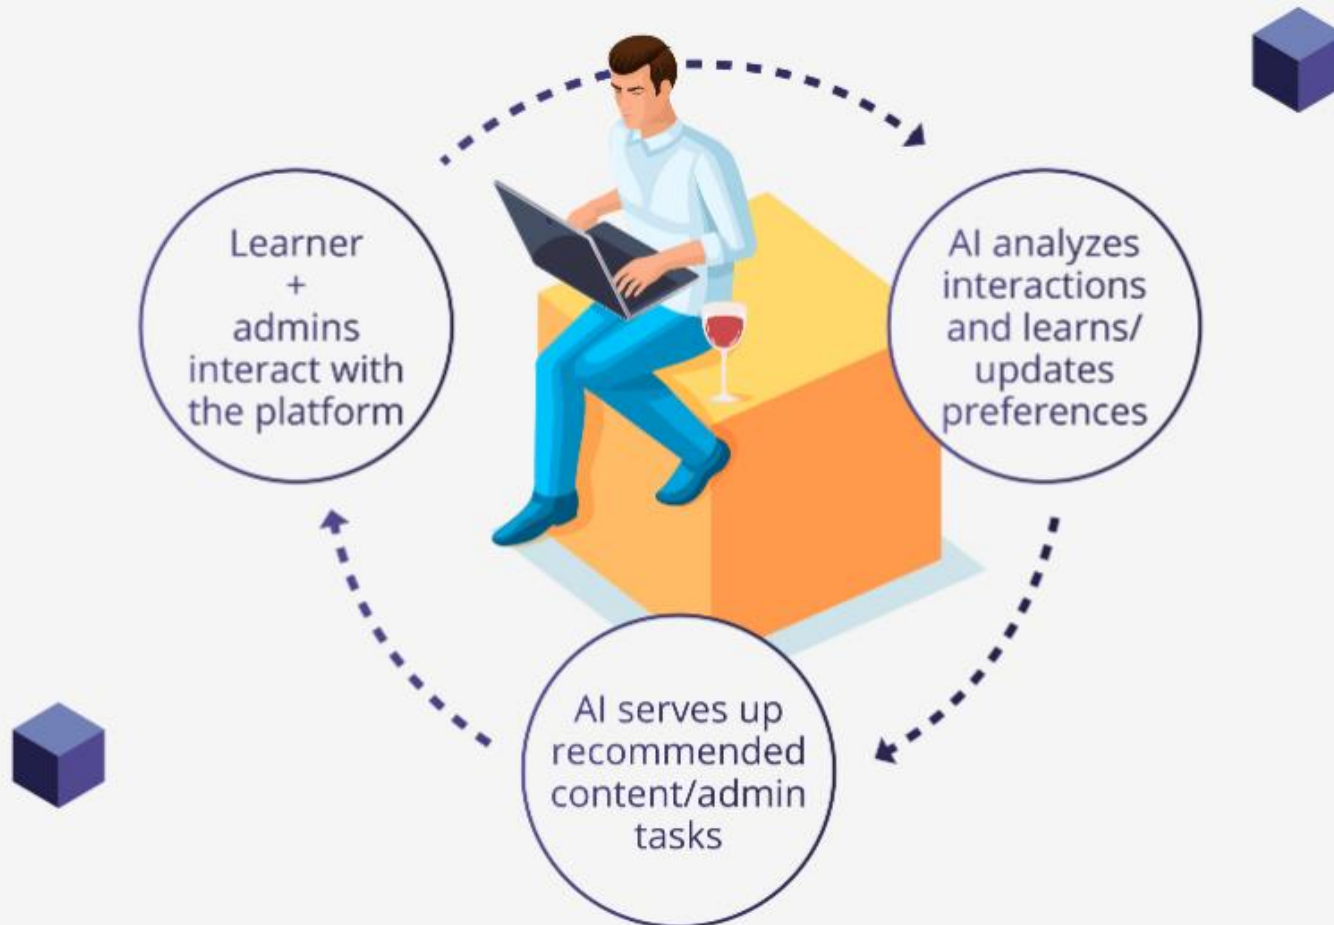 Learner
+
admins
interact with
the platform
AI analyzes
interactions
and learns/
updates
preferences
AI serves up
recommended
content/admin
tasks